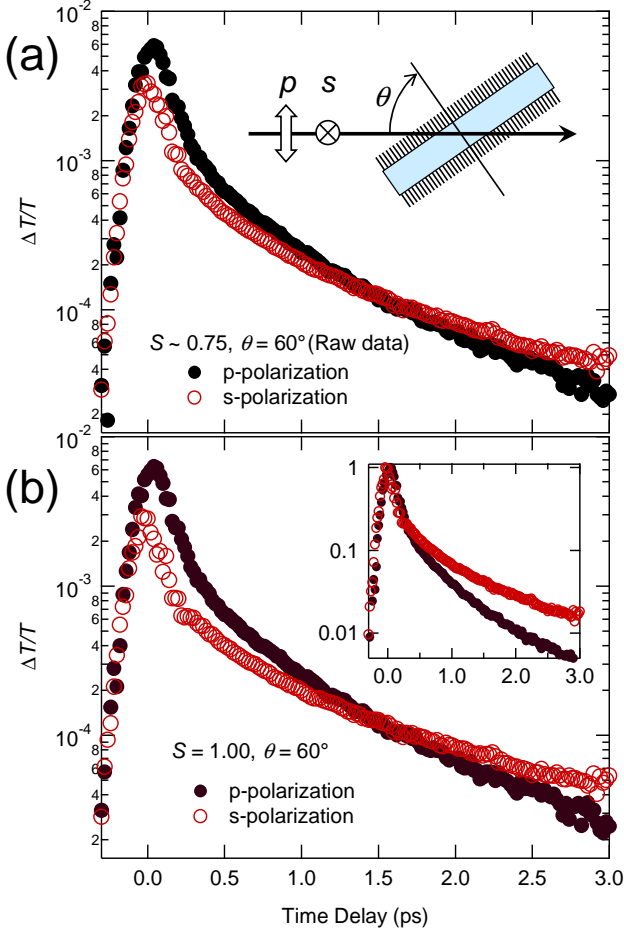 (a)
10-2
8
6
4
2
10-3
8
6
4
2
10-4
8
6
4
2
10-2
ΔT/T
p s
θ
S ~ 0.75, θ = 60° (Raw data)
p-polarization
s-polarization
(b)
8
6
4
2
10-3
8
6
4
2
10-4
8
6
4
2
ΔT/T
1
0.1
0.01
0.0 1.0 2.0 3.0
S = 1.00, θ = 60°
p-polarization
s-polarization
0.0 0.5 1.0 1.5 2.0 2.5 3.0
Time Delay (ps)